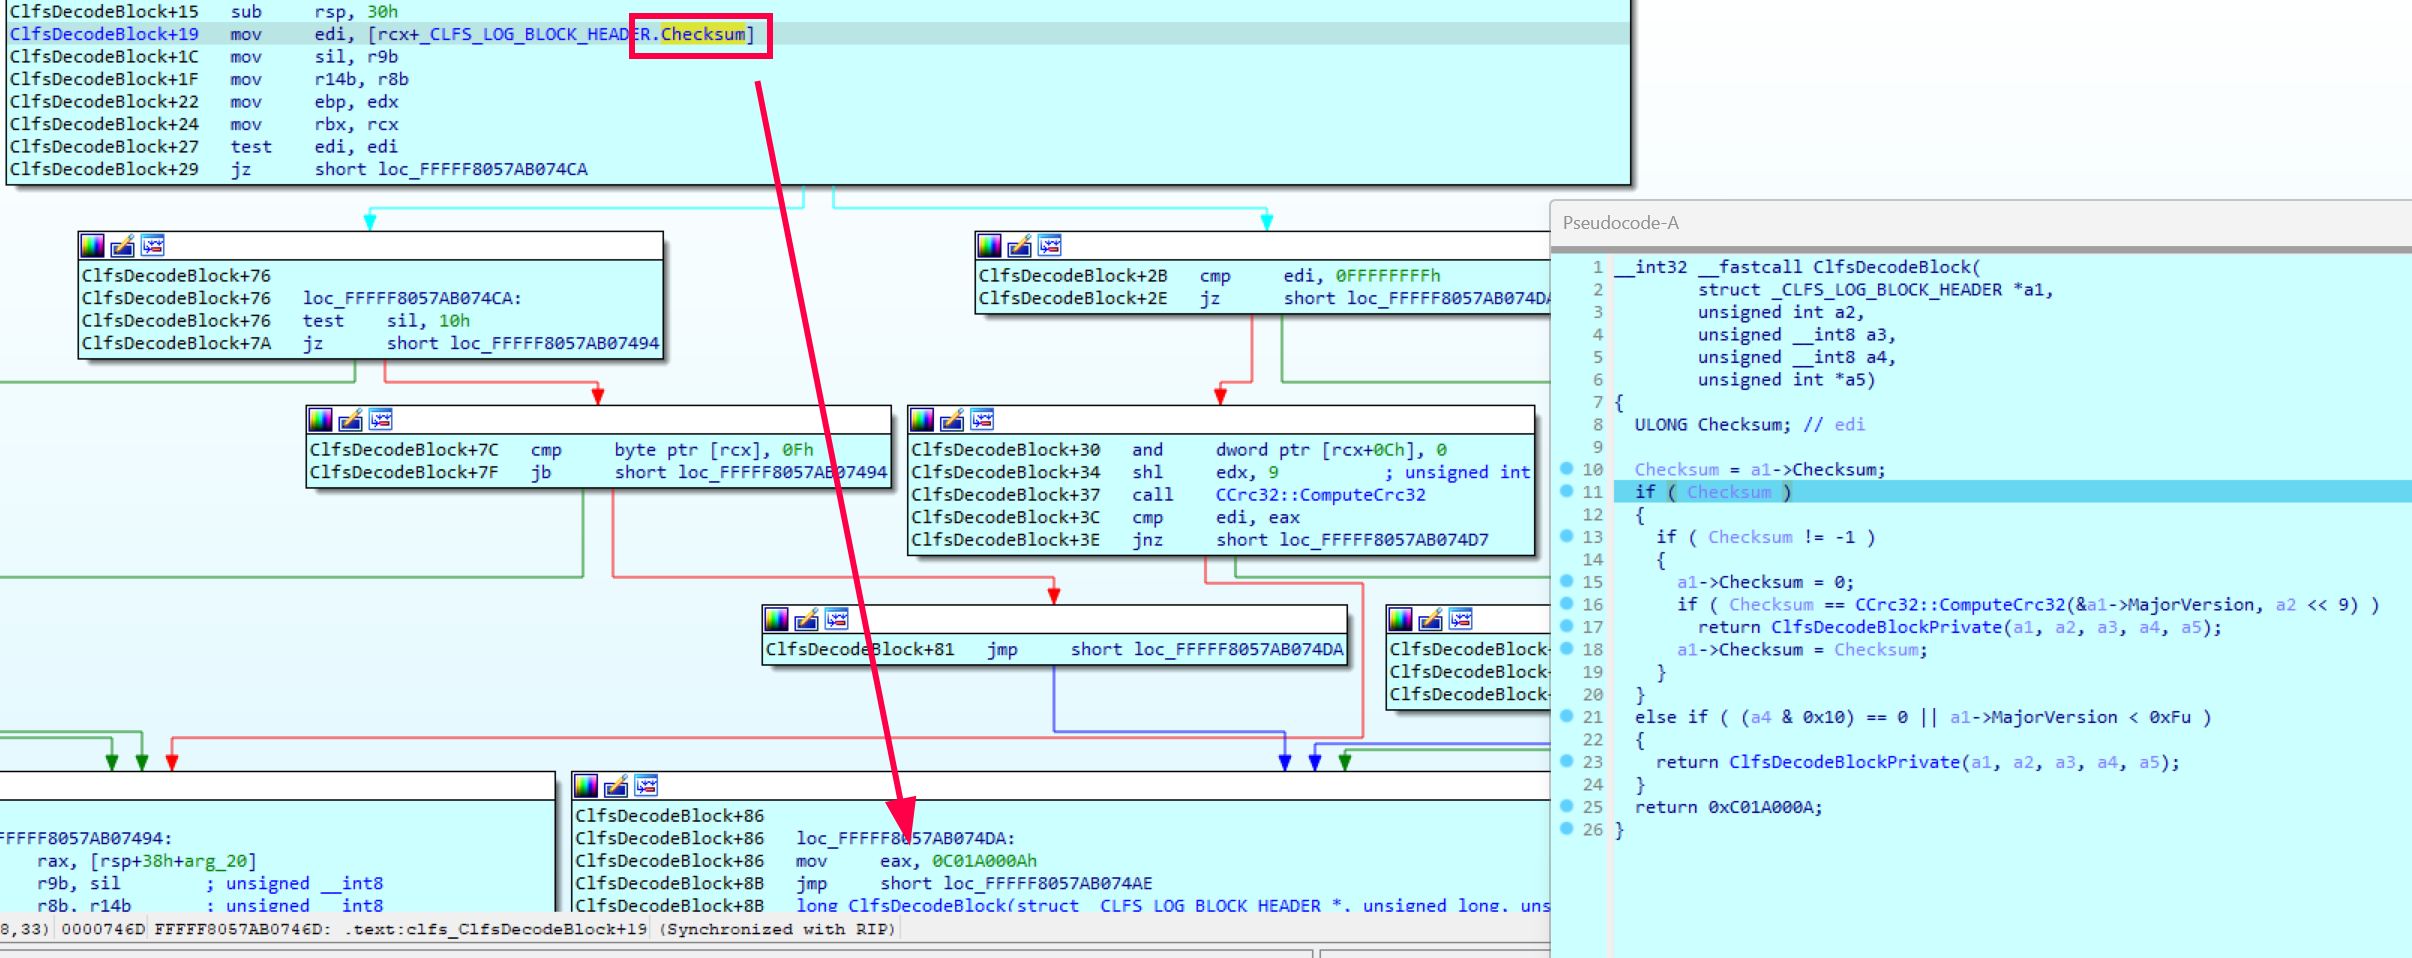 ClfsDecodeBlock+15 sub rsp, 30h
ClfsDecodeBlock+19 mov edi, [rcx+_CLFS_LOG_BLOCK_HEADER.Checksum]
ClfsDecodeBlock+1C mov sil, r9b
ClfsDecodeBlock+1F mov r14b, r8b
ClfsDecodeBlock+22 mov ebp, edx
ClfsDecodeBlock+24 mov rbx, rcx
ClfsDecodeBlock+27 test edi, edi
ClfsDecodeBlock+29 jz short loc_FFFFF8057AB074CA
ClfsDecodeBlock+76
ClfsDecodeBlock+76 loc_FFFFF8057AB074CA:
ClfsDecodeBlock+76 test sil, 10h
ClfsDecodeBlock+7A jz short loc_FFFFF8057AB07494
ClfsDecodeBlock+2B cmp edi, 0FFFFFFFFh
ClfsDecodeBlock+2E jz short loc_FFFFF8057AB074DA
ClfsDecodeBlock+7C cmp byte ptr [rcx], 0Fh
ClfsDecodeBlock+7F jb short loc_FFFFF8057AB07494
ClfsDecodeBlock+30 and dword ptr [rcx+0Ch], 0
ClfsDecodeBlock+34 shl edx, 9 ; unsigned int
ClfsDecodeBlock+37 call CCrc32::ComputeCrc32
ClfsDecodeBlock+3C cmp edi, eax
ClfsDecodeBlock+3E jnz short loc_FFFFF8057AB074D7
ClfsDecodeBlock+81 jmp short loc_FFFFF8057AB074DA
ClfsDecodeBlock
ClfsDecodeBlock
ClfsDecodeBlock
FFFFF8057AB07494:
rax, [rsp+38h+arg_20]
r9b, sil ; unsigned __int8
r8b, r14b ; unsigned __int8
ClfsDecodeBlock+86
ClfsDecodeBlock+86 loc_FFFFF8057AB074DA:
ClfsDecodeBlock+86 mov eax, 0C01A000Ah
ClfsDecodeBlock+8B jmp short loc_FFFFF8057AB074AE
ClfsDecodeBlock+8B long ClfsDecodeBlock(struct _CLFS_LOG_BLOCK_HEADER *, unsigned long, uns
8,33) 0000746D FFFFF8057AB0746D: .text:clfs_ClfsDecodeBlock+19 (Synchronized with RIP)
Pseudocode-A
1 __int32 __fastcall ClfsDecodeBlock(
2 struct _CLFS_LOG_BLOCK_HEADER *a1,
3 unsigned int a2,
4 unsigned __int8 a3,
5 unsigned __int8 a4,
6 unsigned int *a5)
7 {
8 ULONG Checksum; // edi
9
10 Checksum = a1->Checksum;
11 if ( Checksum )
12 {
13 if ( Checksum != -1 )
14 {
15 a1->Checksum = 0;
16 if ( Checksum == CCrc32::ComputeCrc32(&a1->MajorVersion, a2 << 9) )
17 return ClfsDecodeBlockPrivate(a1, a2, a3, a4, a5);
18 a1->Checksum = Checksum;
19 }
20 }
21 else if ( (a4 & 0x10) == 0 || a1->MajorVersion < 0xFu )
22 {
23 return ClfsDecodeBlockPrivate(a1, a2, a3, a4, a5);
24 }
25 return 0xC01A000A;
26 }